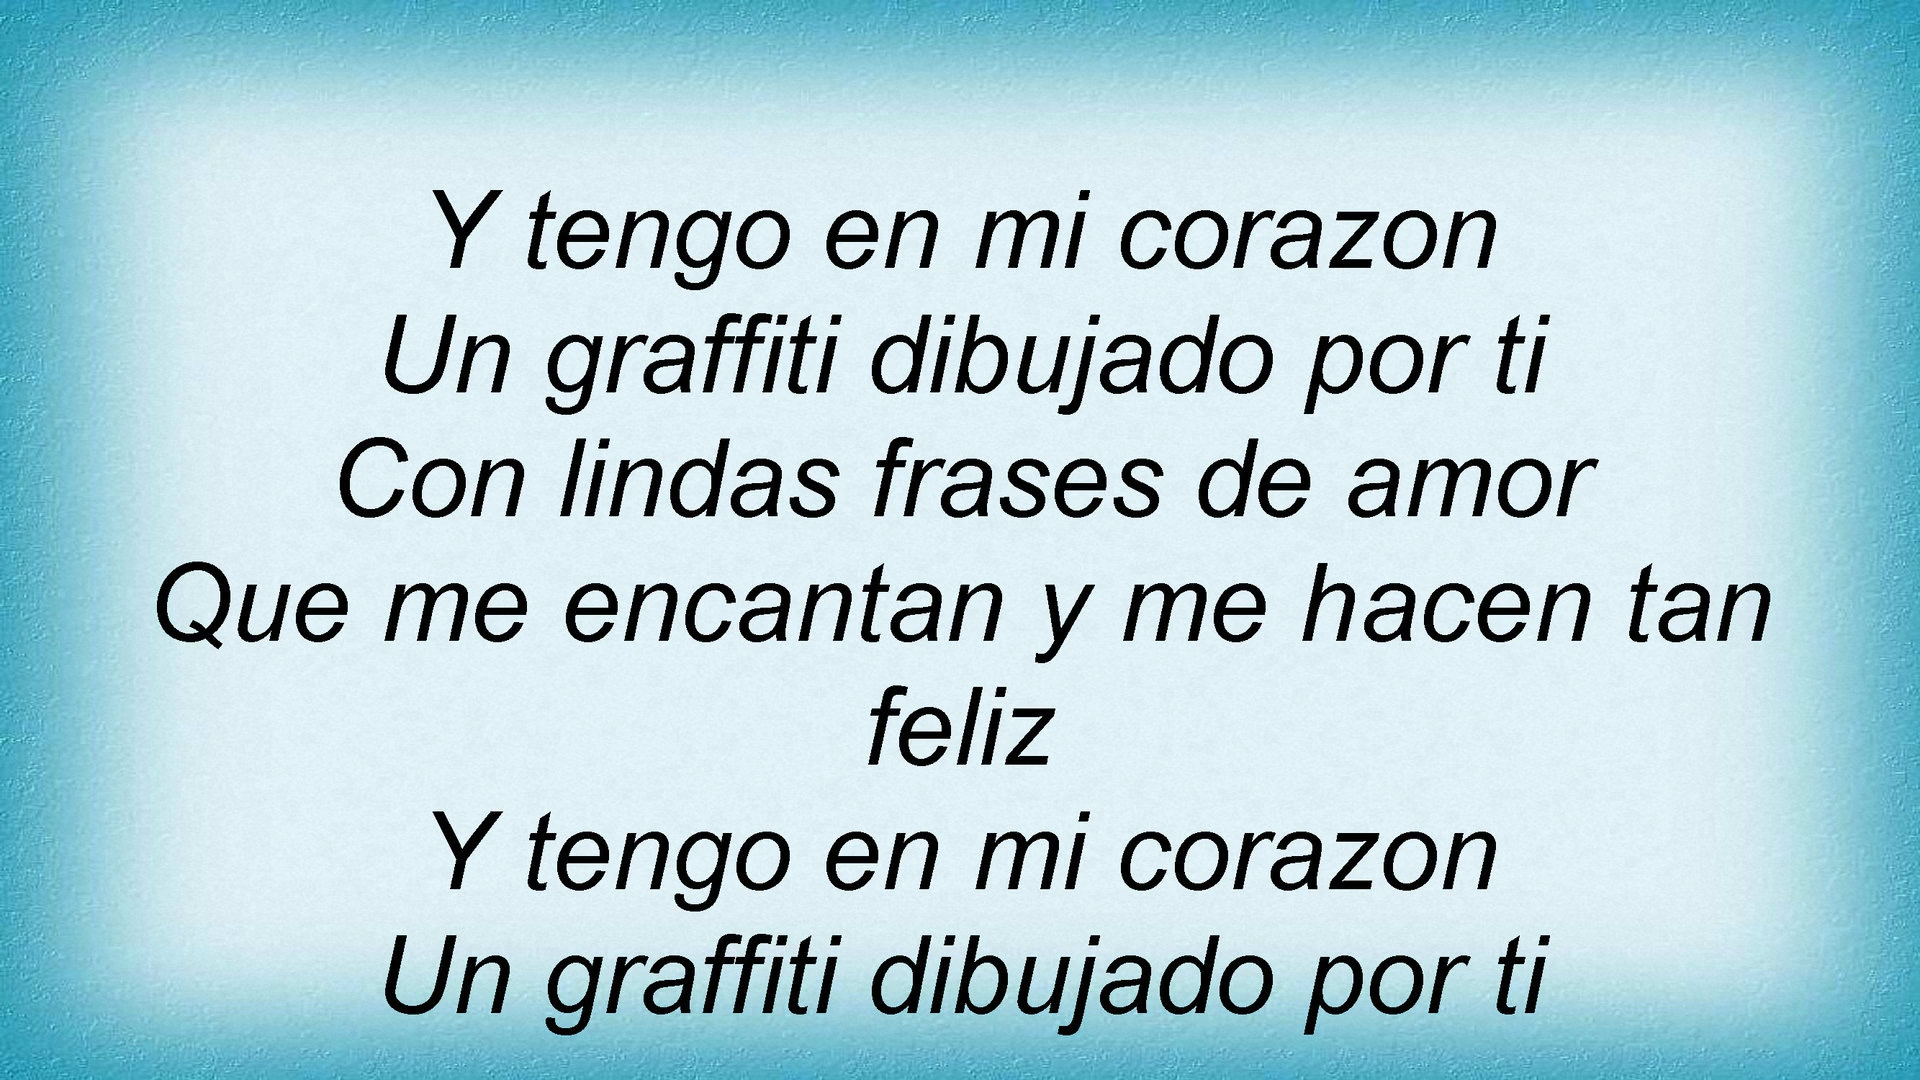 Y tengo en mi corazon
Un graffiti dibujado por ti
Con lindas frases de amor
Que me encantan y me hacen tan
feliz
Y tengo en mi corazon
Un graffiti dibujado por ti